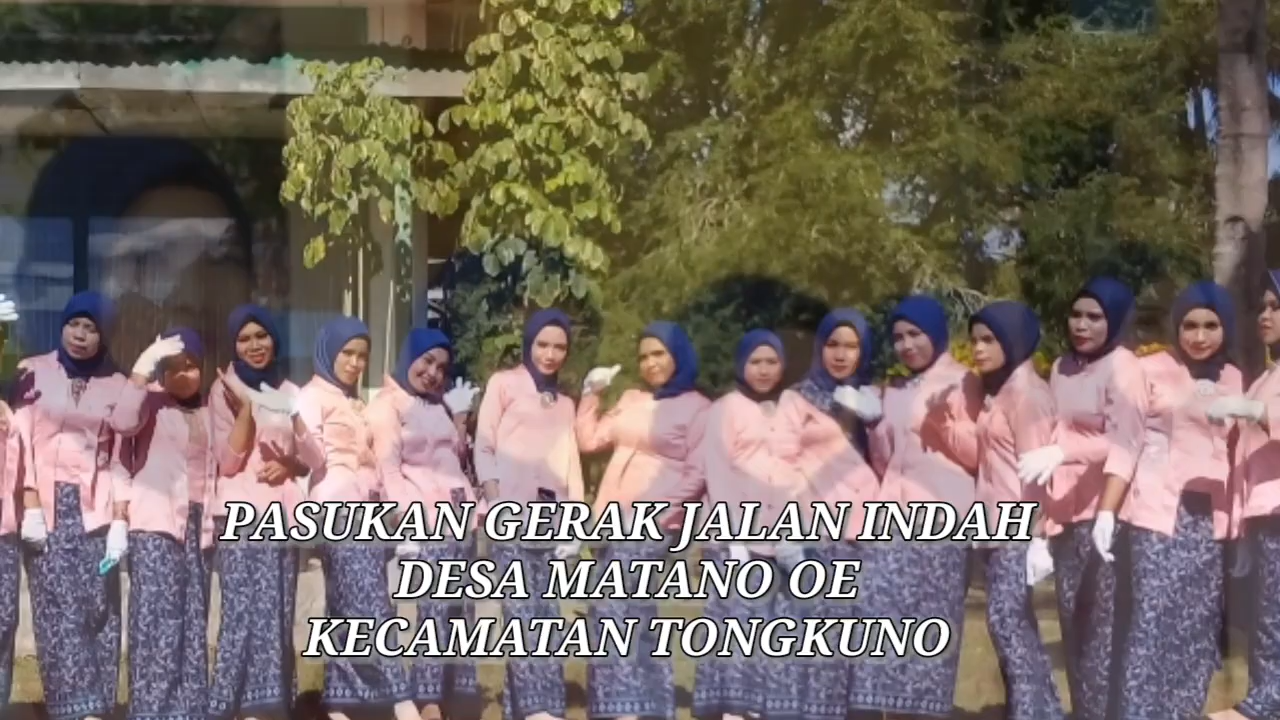 PASUKAN GERAK JALAN INDAH
DESA MATANO OE
KECAMATAN TONGKUNO